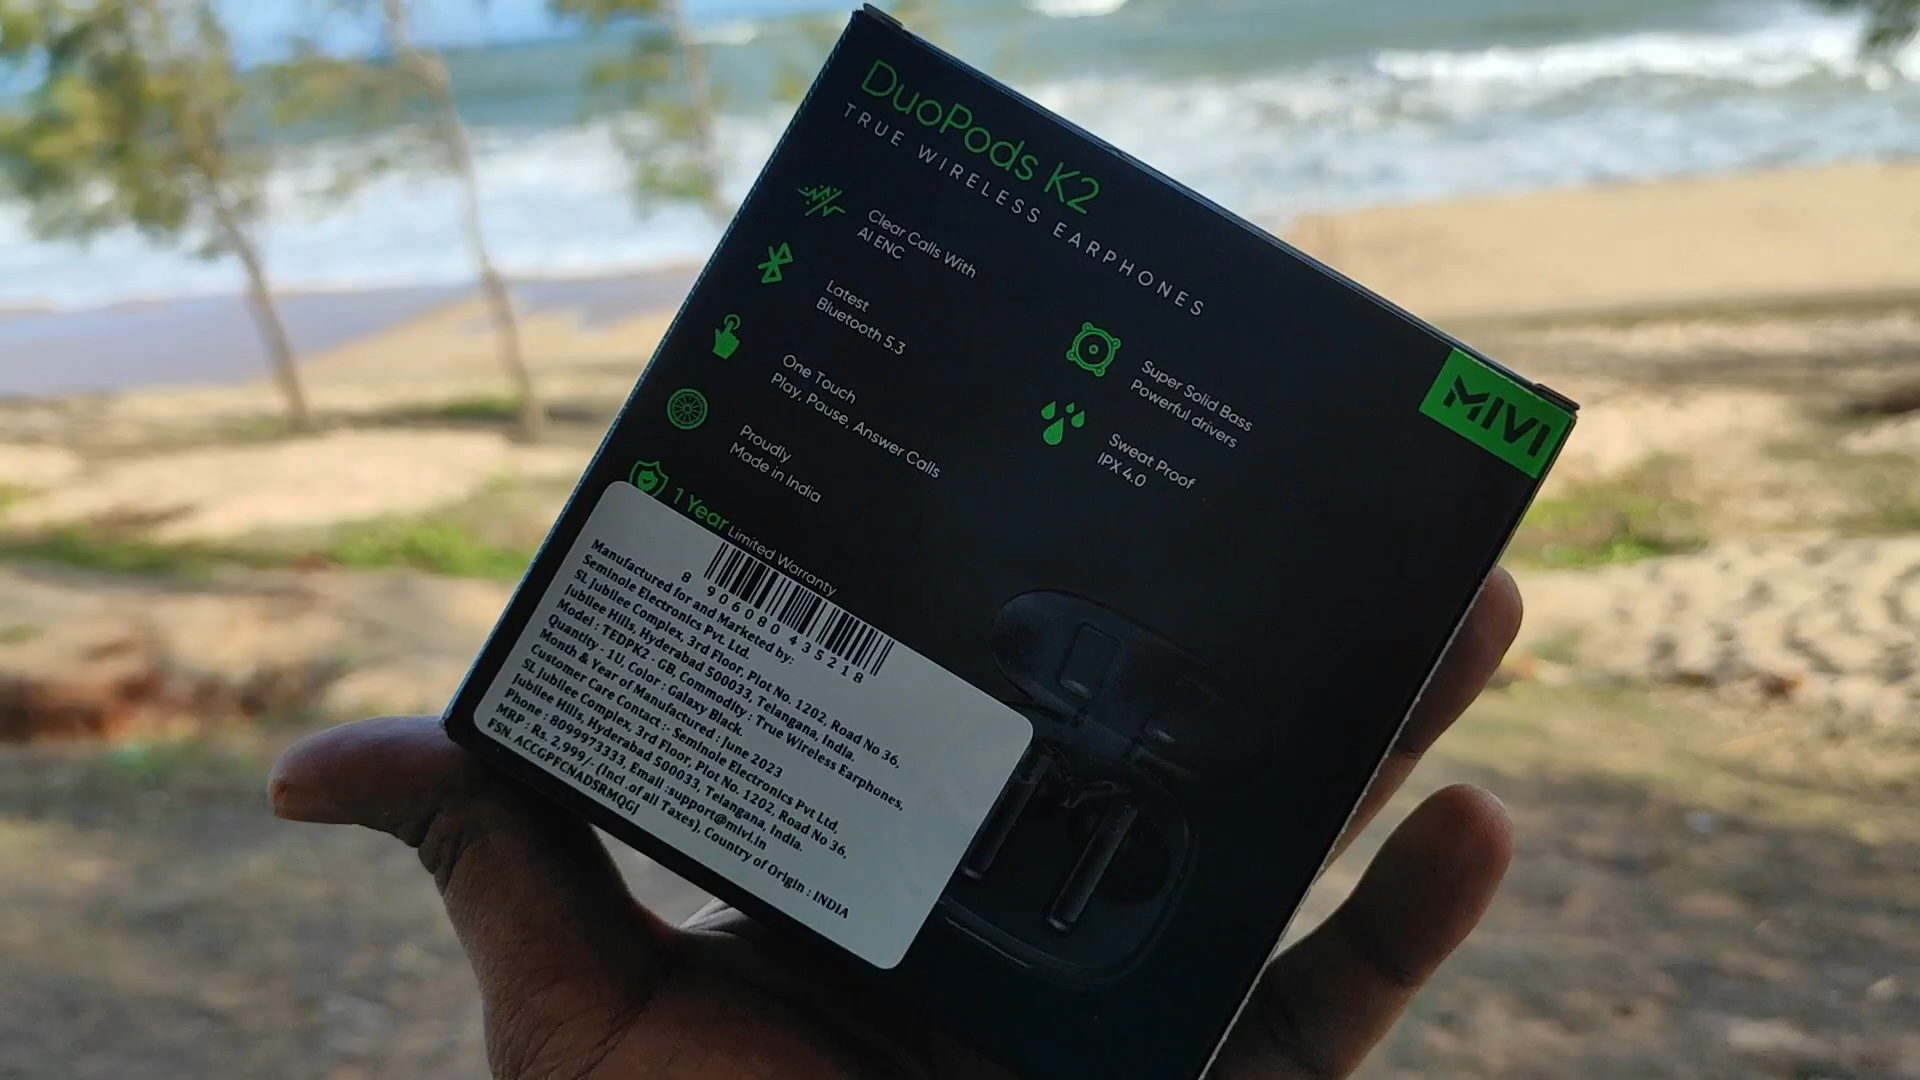 DuoPods K2
TRUE WIRELESS EARPHONES
Clear Calls With
AI ENC
Latest
Bluetooth 5.3
One Touch
Play, Pause, Answer Calls
Proudly
Made in India
1 Year Limited Warranty
Super Solid Bass
Powerful drivers
Sweat Proof
IPX 4.0
MIVI
8 906080 435218
Manufactured for and Marketed by:
Seminole Electronics Pvt. Ltd.
SL Jubilee Complex, 3rd Floor, Plot No. 1202, Road No 36,
Jubilee Hills, Hyderabad 500033, Telangana, India.
Model : TEDPK2 - GB, Commodity : True Wireless Earphones,
Quantity - 1U, Color : Galaxy Black.
Month & Year of Manufactured : June 2023
Customer Care Contact :- Seminole Electronics Pvt Ltd,
SL Jubilee Complex, 3rd Floor, Plot No. 1202, Road No 36,
Jubilee Hills, Hyderabad 500033, Telangana, India.
Phone : 8099973333, Email :support@mivi.in
MRP : Rs. 2,999/- (Incl.of all Taxes), Country of Origin : INDIA
FSN. ACCGPFCNADSRMQGJ